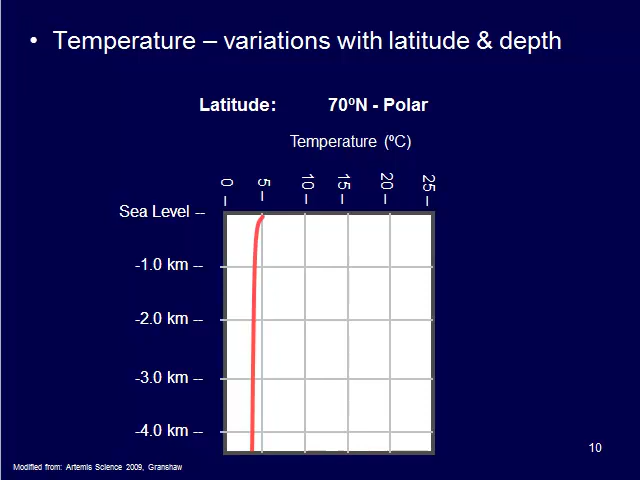 • Temperature – variations with latitude & depth
Latitude: 70ºN - Polar
Temperature (ºC)
0 – 5 – 10 – 15 – 20 – 25 –
Sea Level --
-1.0 km --
-2.0 km --
-3.0 km --
-4.0 km --
10
Modified from: Artemis Science 2009, Granshaw